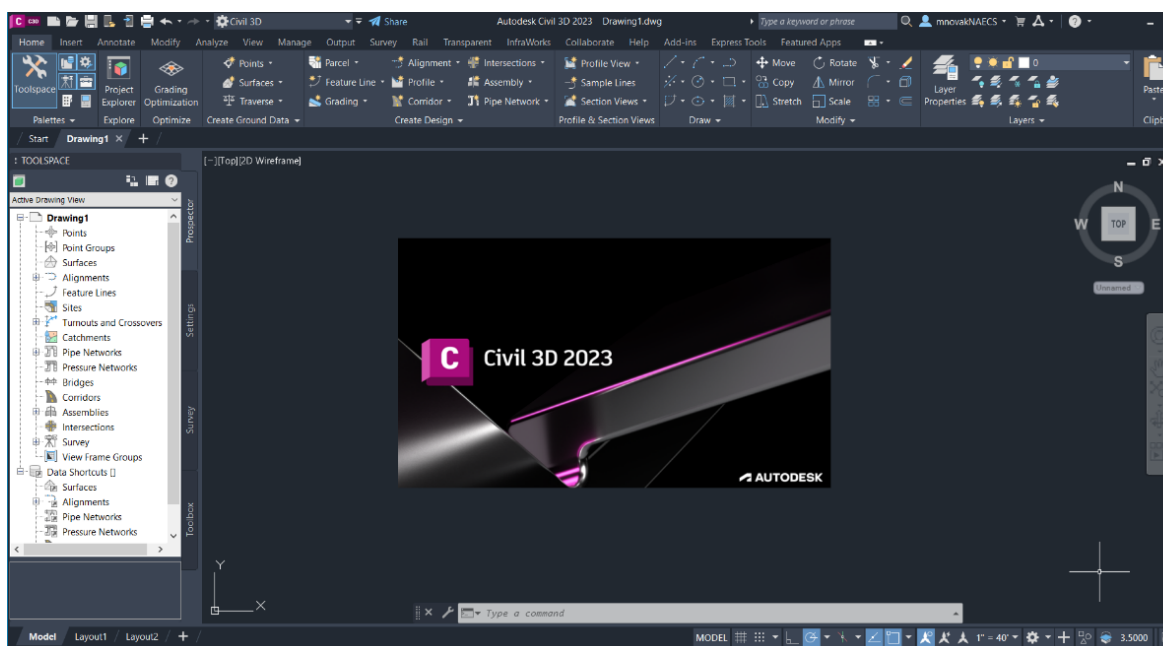 C C3D Civil 3D Share Autodesk Civil 3D 2023 Drawing1.dwg Type a keyword or phrase mnovakNAECS
Home Insert Annotate Modify Analyze View Manage Output Survey Rail Transparent InfraWorks Collaborate Help Add-ins Express Tools Featured Apps
Points Parcel Alignment Intersections Profile View Move Rotate 0
Toolspace Project Explorer Grading Optimization Surfaces Feature Line Profile Assembly Sample Lines Copy Mirror Layer Properties Paste
Traverse Grading Corridor Pipe Network Section Views Stretch Scale
Palettes Explore Optimize Create Ground Data Create Design Profile & Section Views Draw Modify Layers Clipb
Start Drawing1 +
TOOLSPACE [−][Top][2D Wireframe]
Active Drawing View
Drawing1
Points
Point Groups
Surfaces
Alignments
Feature Lines
Sites
Turnouts and Crossovers
Catchments
Pipe Networks
Pressure Networks
Bridges
Corridors
Assemblies
Intersections
Survey
View Frame Groups
Data Shortcuts []
Surfaces
Alignments
Pipe Networks
Pressure Networks
Prospector
Settings
Survey
Toolbox
N
W TOP E
S
Unnamed
C Civil 3D 2023
AUTODESK
Y
X
Type a command
Model Layout1 Layout2 + MODEL 1" = 40' 3.5000